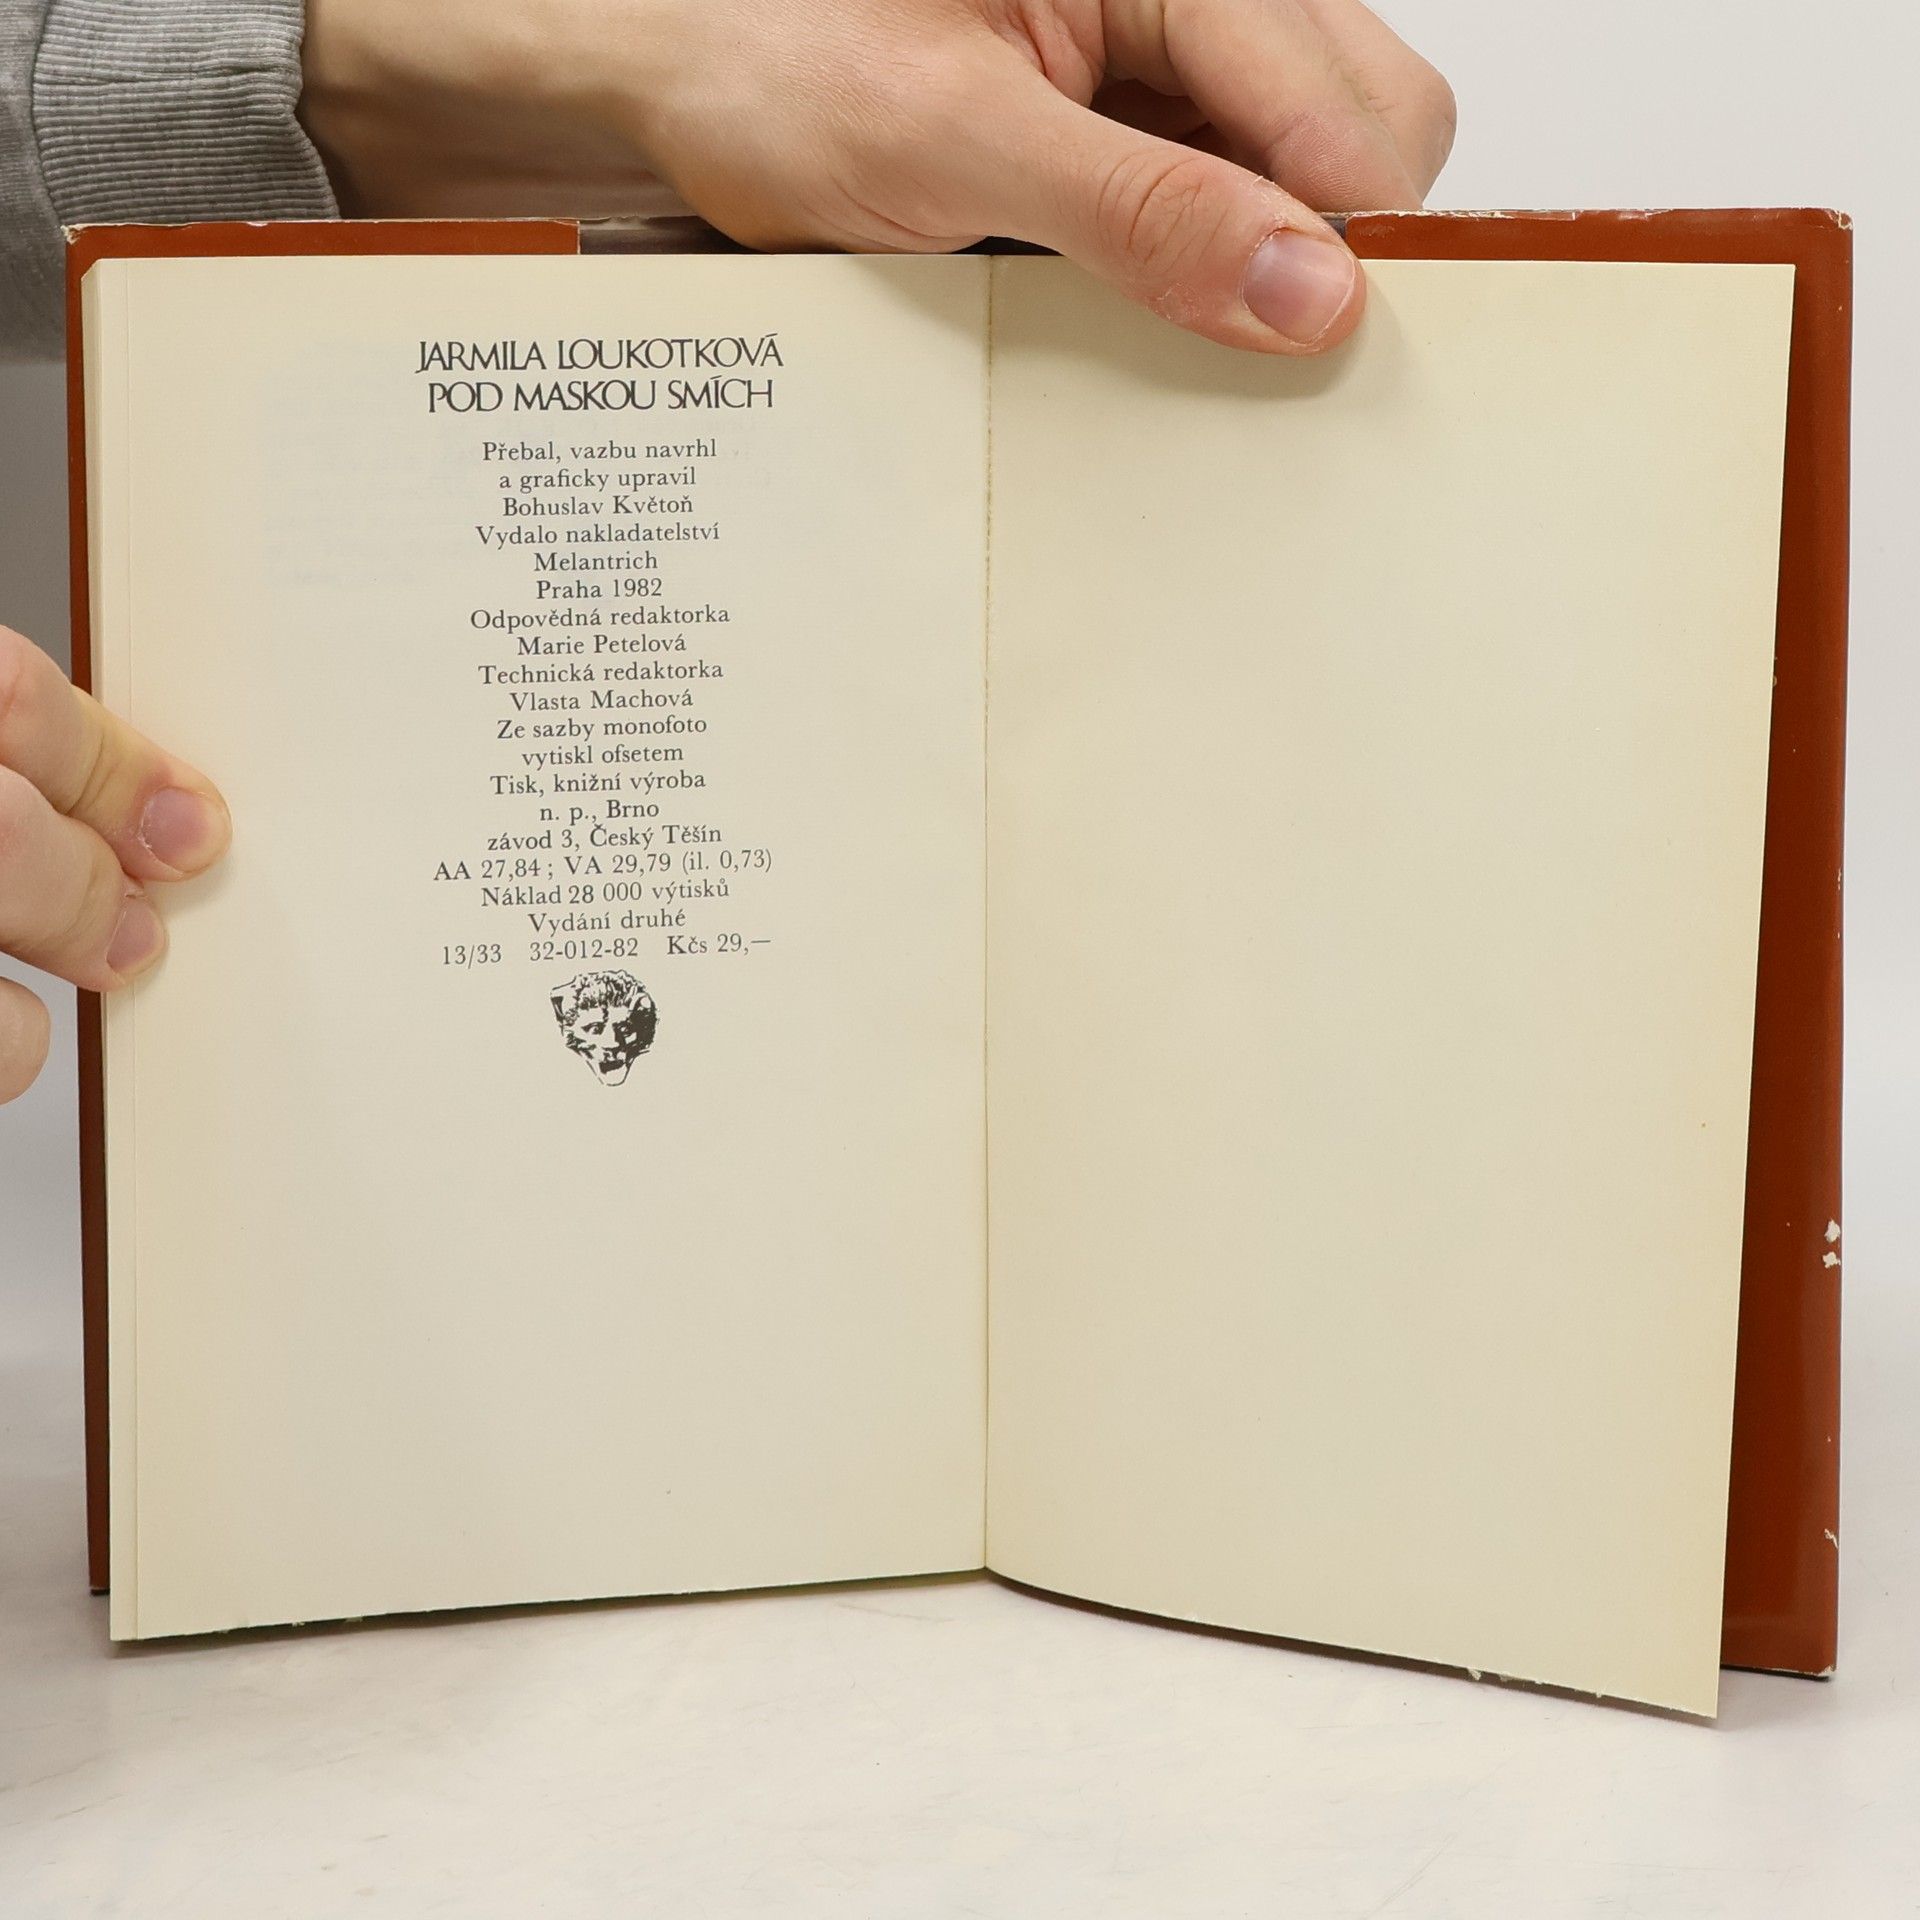 JARMILA LOUKOTKOVÁ
POD MASKOU SMÍCH
Přebal, vazbu navrhl
a graficky upravil
Bohuslav Květoň
Vydalo nakladatelství
Melantrich
Praha 1982
Odpovědná redaktorka
Marie Petelová
Technická redaktorka
Vlasta Machová
Ze sazby monofoto
vytiskl ofsetem
Tisk, knižní výroba
n. p., Brno
závod 3, Český Těšín
AA 27,84; VA 29,79 (il. 0,73)
Náklad 28 000 výtisků
Vydání druhé
13/33 32-012-82 Kčs 29,—